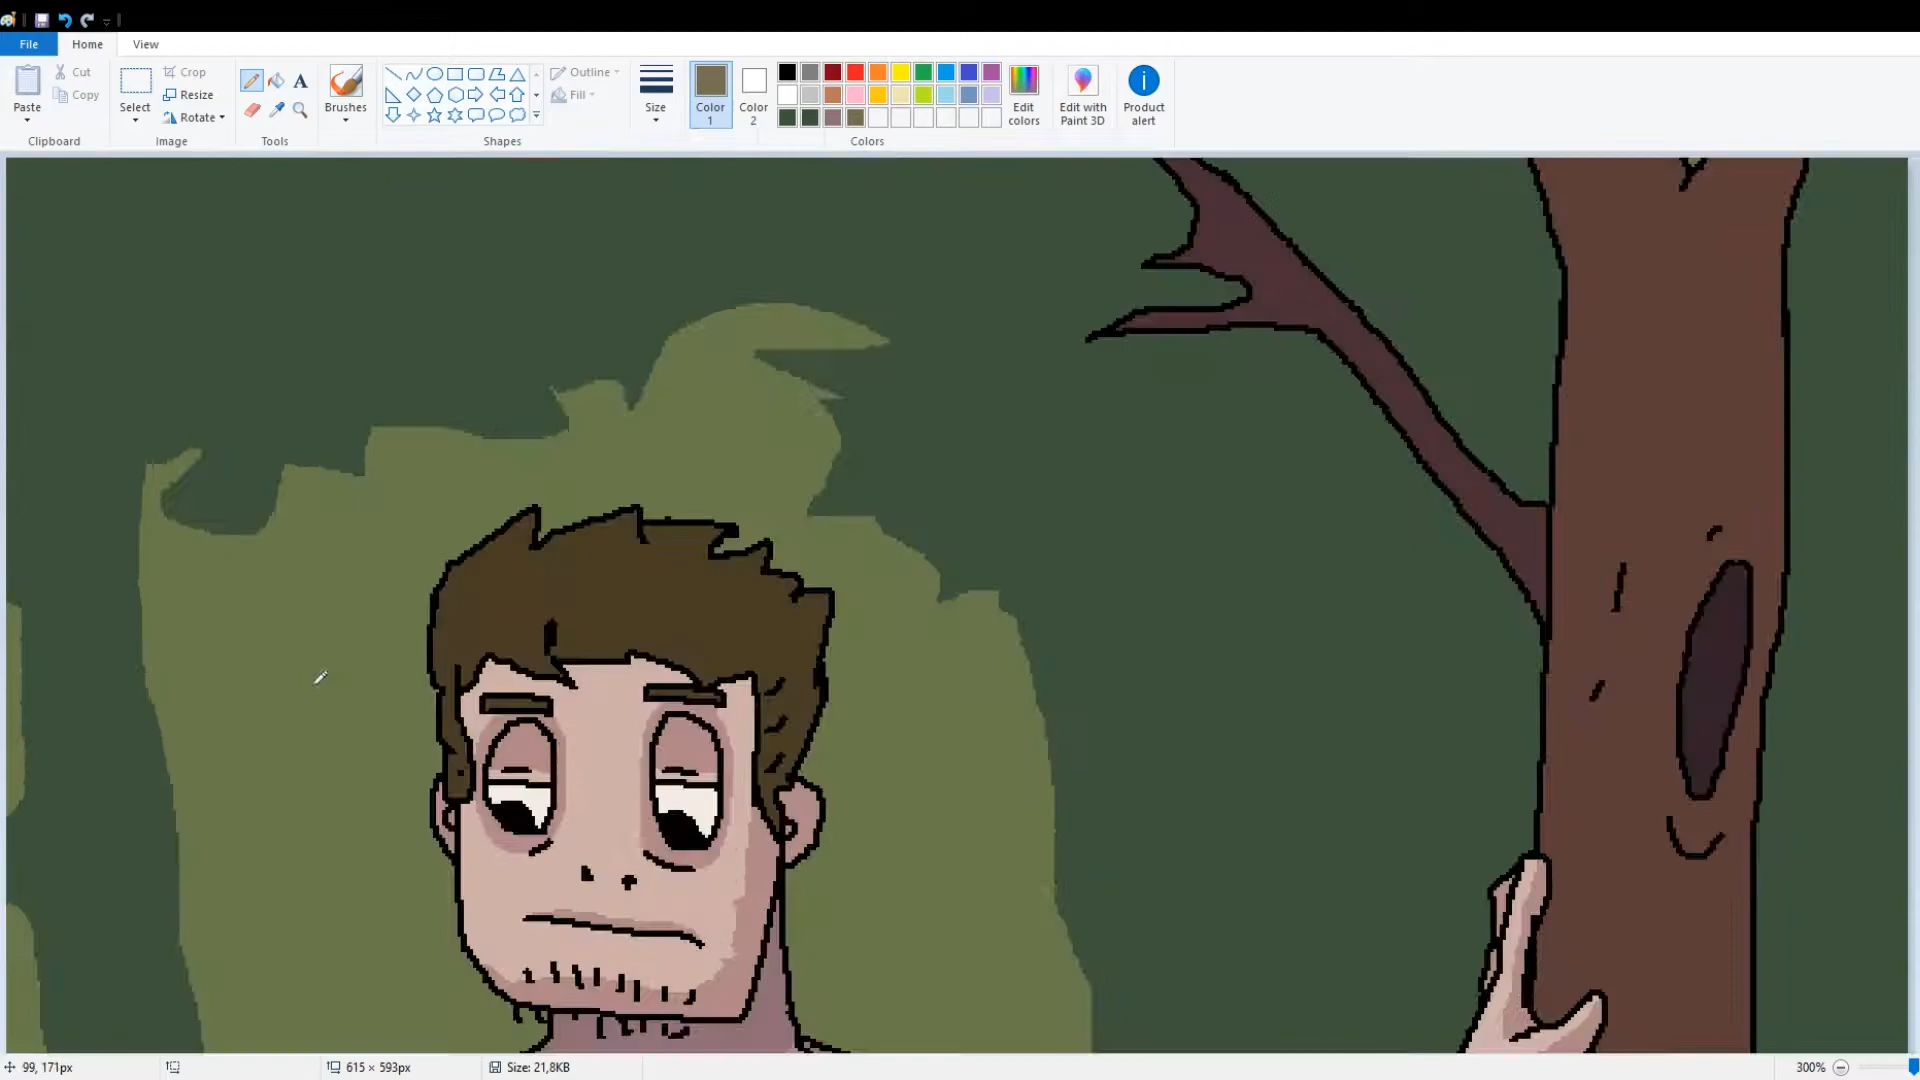 File Home View
Paste
Cut
Copy
Clipboard
Select
Crop
Resize
Rotate
Image
A
Tools
Brushes
Shapes
Outline
Fill
Size
Color
1
Color
2
Edit
colors
Colors
Edit with
Paint 3D
Product
alert
99, 171px
615 × 593px
Size: 21,8KB
300%